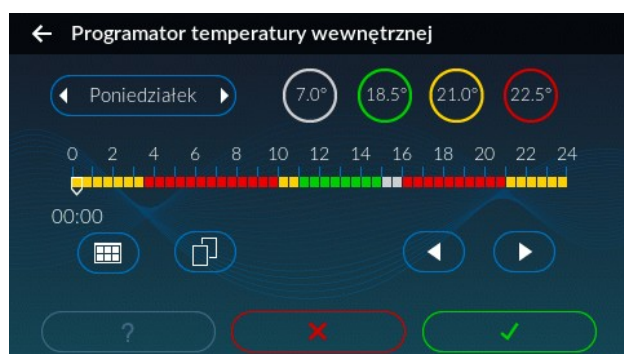 Programator temperatury wewnętrznej
Poniedziałek 7.0° 18.5° 21.0° 22.5°
0 2 4 6 8 10 12 14 16 18 20 22 24
00:00
?